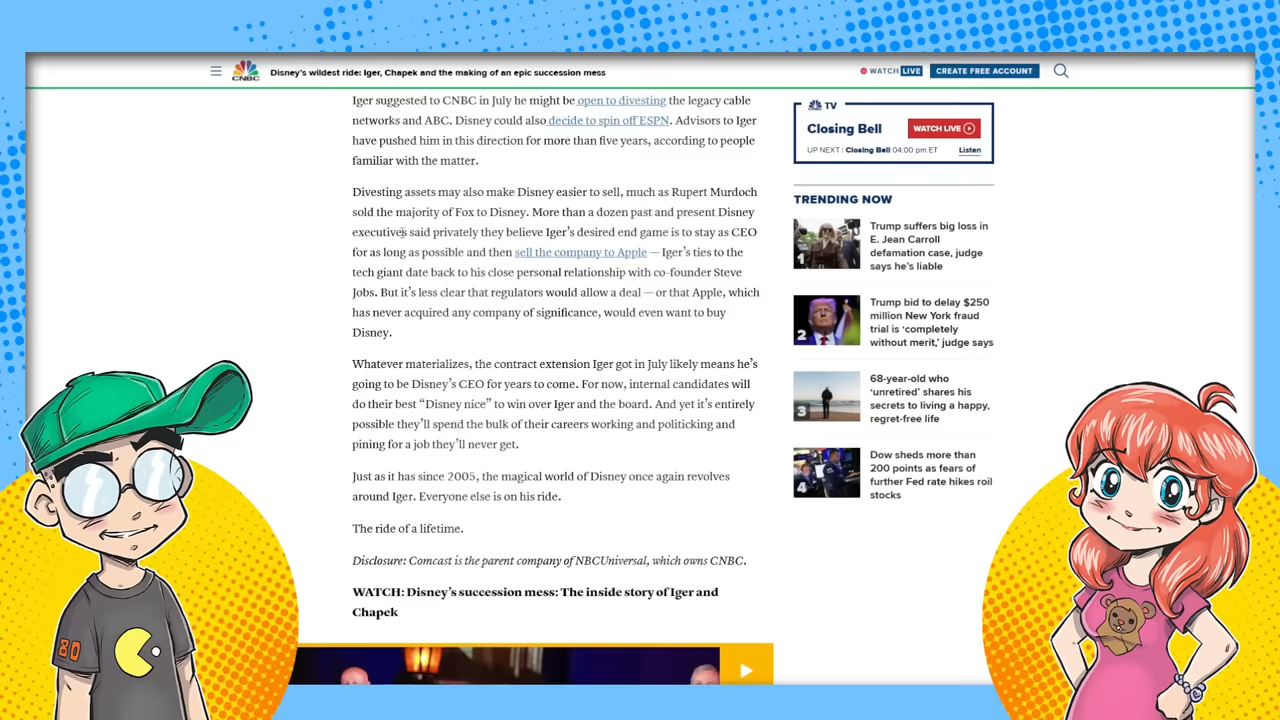 CNBC
Disney's wildest ride: Iger, Chapek and the making of an epic succession mess
WATCH LIVE
CREATE FREE ACCOUNT
Iger suggested to CNBC in July he might be open to divesting the legacy cable
networks and ABC. Disney could also decide to spin off ESPN. Advisors to Iger
have pushed him in this direction for more than five years, according to people
familiar with the matter.
Divesting assets may also make Disney easier to sell, much as Rupert Murdoch
sold the majority of Fox to Disney. More than a dozen past and present Disney
executives said privately they believe Iger's desired end game is to stay as CEO
for as long as possible and then sell the company to Apple — Iger's ties to the
tech giant date back to his close personal relationship with co-founder Steve
Jobs. But it's less clear that regulators would allow a deal — or that Apple, which
has never acquired any company of significance, would even want to buy
Disney.
Whatever materializes, the contract extension Iger got in July likely means he's
going to be Disney's CEO for years to come. For now, internal candidates will
do their best “Disney nice” to win over Iger and the board. And yet it's entirely
possible they'll spend the bulk of their careers working and politicking and
pining for a job they'll never get.
Just as it has since 2005, the magical world of Disney once again revolves
around Iger. Everyone else is on his ride.
The ride of a lifetime.
Disclosure: Comcast is the parent company of NBCUniversal, which owns CNBC.
WATCH: Disney's succession mess: The inside story of Iger and
Chapek
TV
Closing Bell
WATCH LIVE
UP NEXT | Closing Bell 04:00 pm ET
Listen
TRENDING NOW
1
Trump suffers big loss in
E. Jean Carroll
defamation case, judge
says he's liable
2
Trump bid to delay $250
million New York fraud
trial is ‘completely
without merit,’ judge says
3
68-year-old who
‘unretired’ shares his
secrets to living a happy,
regret-free life
4
Dow sheds more than
200 points as fears of
further Fed rate hikes roil
stocks
80